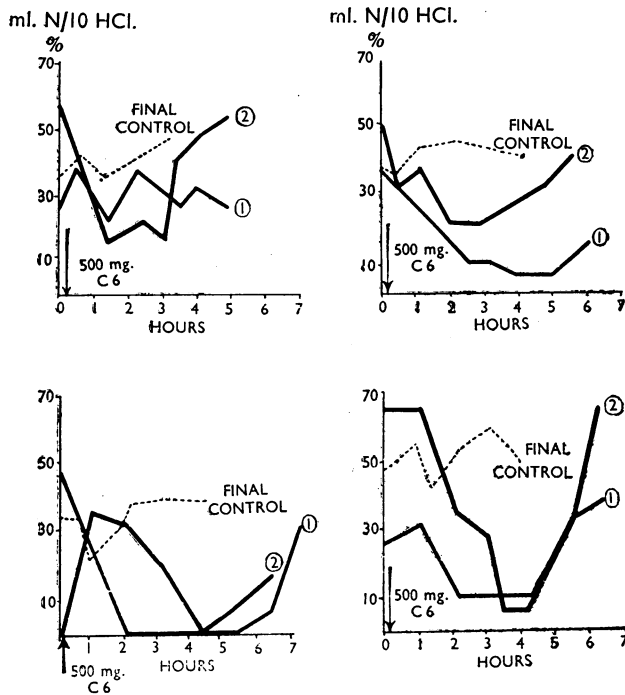 ml. N/10 HCl.
%
70
50
30
10
FINAL
CONTROL
②
①
500 mg.
C 6
0 1 2 3 4 5 6 7
HOURS
ml. N/10 HCl.
%
70
50
30
10
FINAL
CONTROL
②
①
500 mg.
C 6
0 1 2 3 4 5 6 7
HOURS
70
50
30
10
FINAL
CONTROL
①
②
1 2 3 4 5 6 7
HOURS
500 mg.
C 6
70
50
30
10
②
FINAL
CONTROL
①
500 mg.
C 6
0 1 2 3 4 5 6 7
HOURS